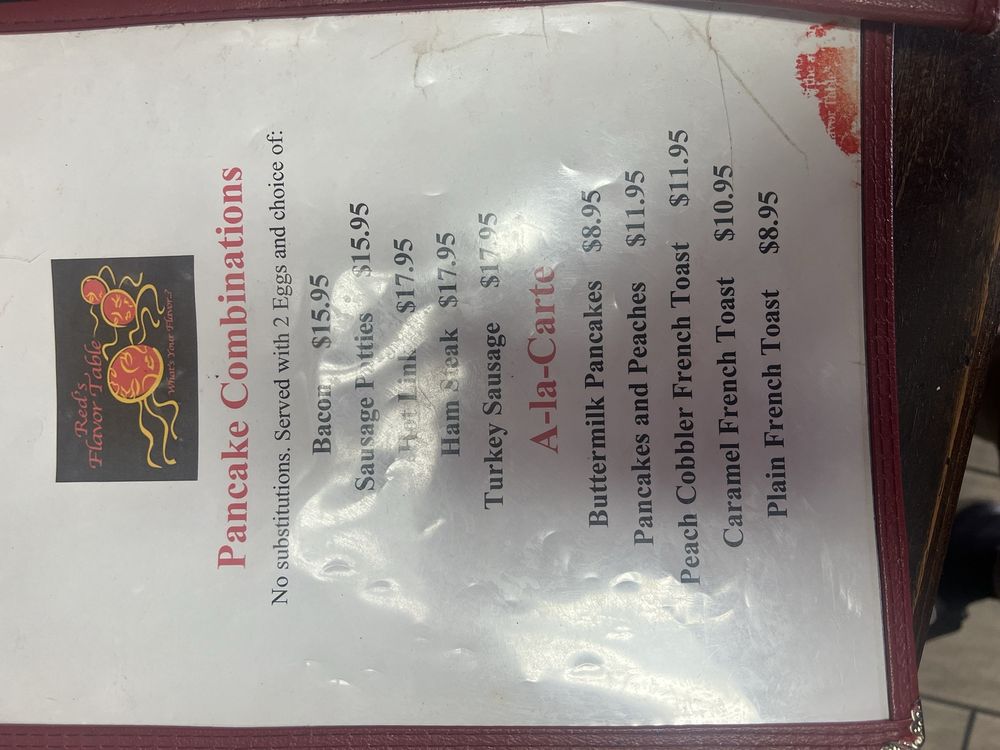 Red's
Flavor Table
What's Your Flavor?
Pancake Combinations
No substitutions. Served with 2 Eggs and choice of:
Bacon $15.95
Sausage Patties $15.95
Hot Link $17.95
Ham Steak $17.95
Turkey Sausage $17.95
A-la-Carte
Buttermilk Pancakes $8.95
Pancakes and Peaches $11.95
Peach Cobbler French Toast $11.95
Caramel French Toast $10.95
Plain French Toast $8.95